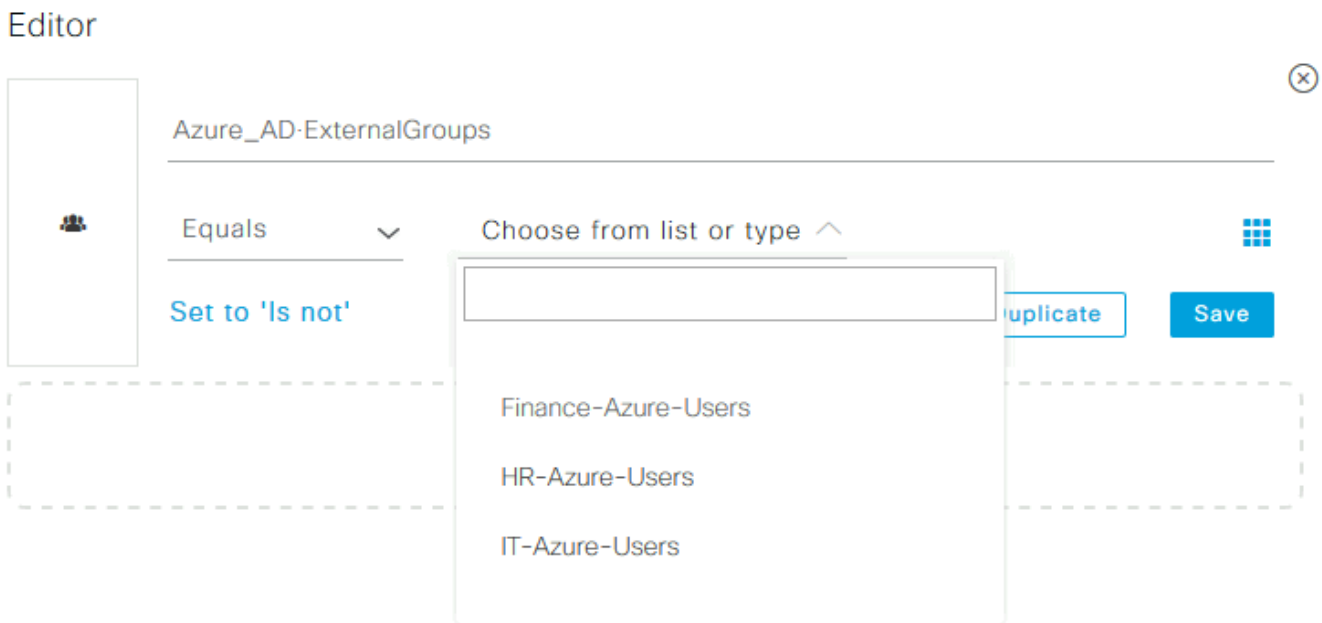 Editor
Azure_AD·ExternalGroups
Equals
Choose from list or type
Set to 'Is not'
uplicate
Save
Finance-Azure-Users
HR-Azure-Users
IT-Azure-Users